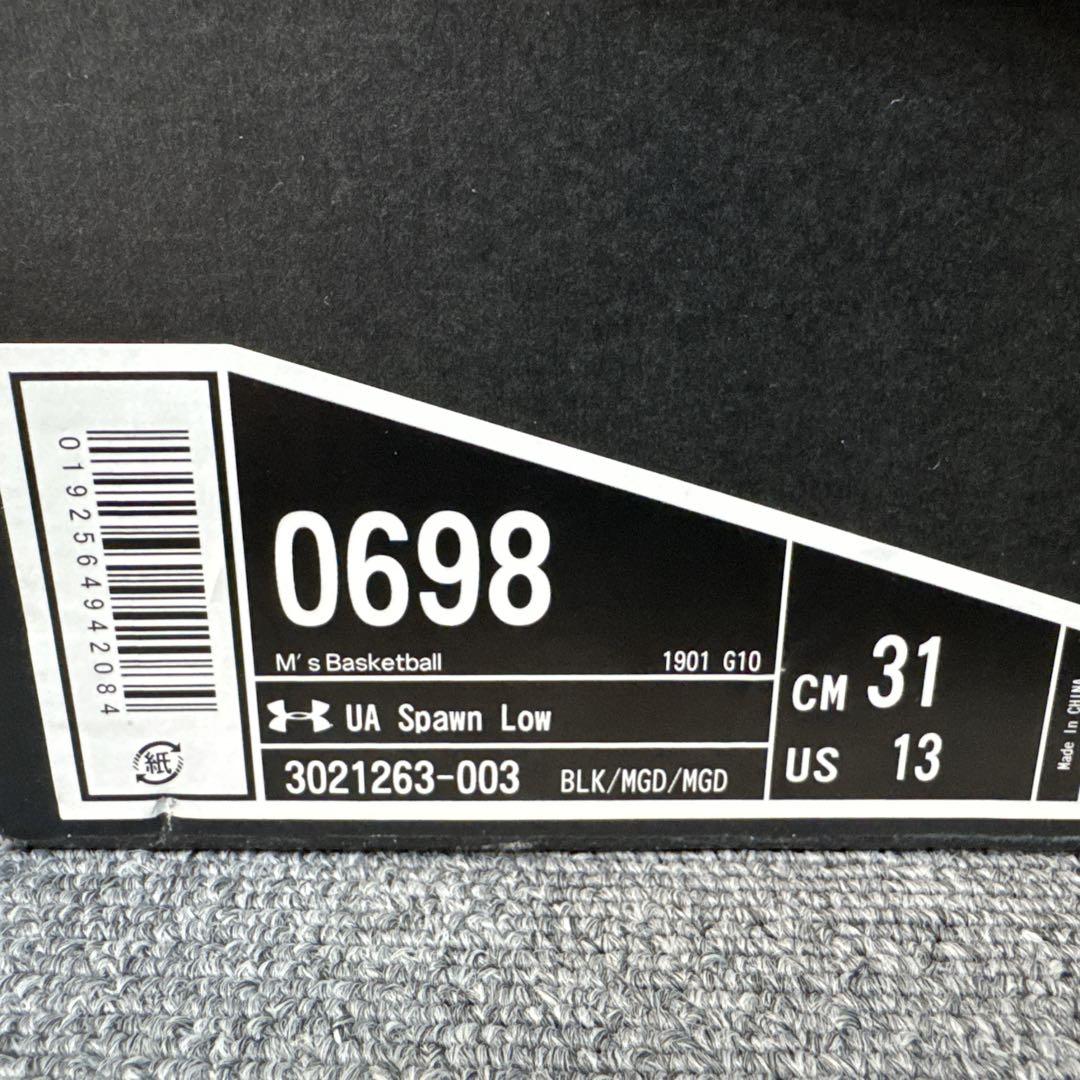 0192564942084
紙
0698
M's Basketball 1901 G10
UA Spawn Low
3021263-003 BLK/MGD/MGD
CM 31
US 13
Made In CHINA